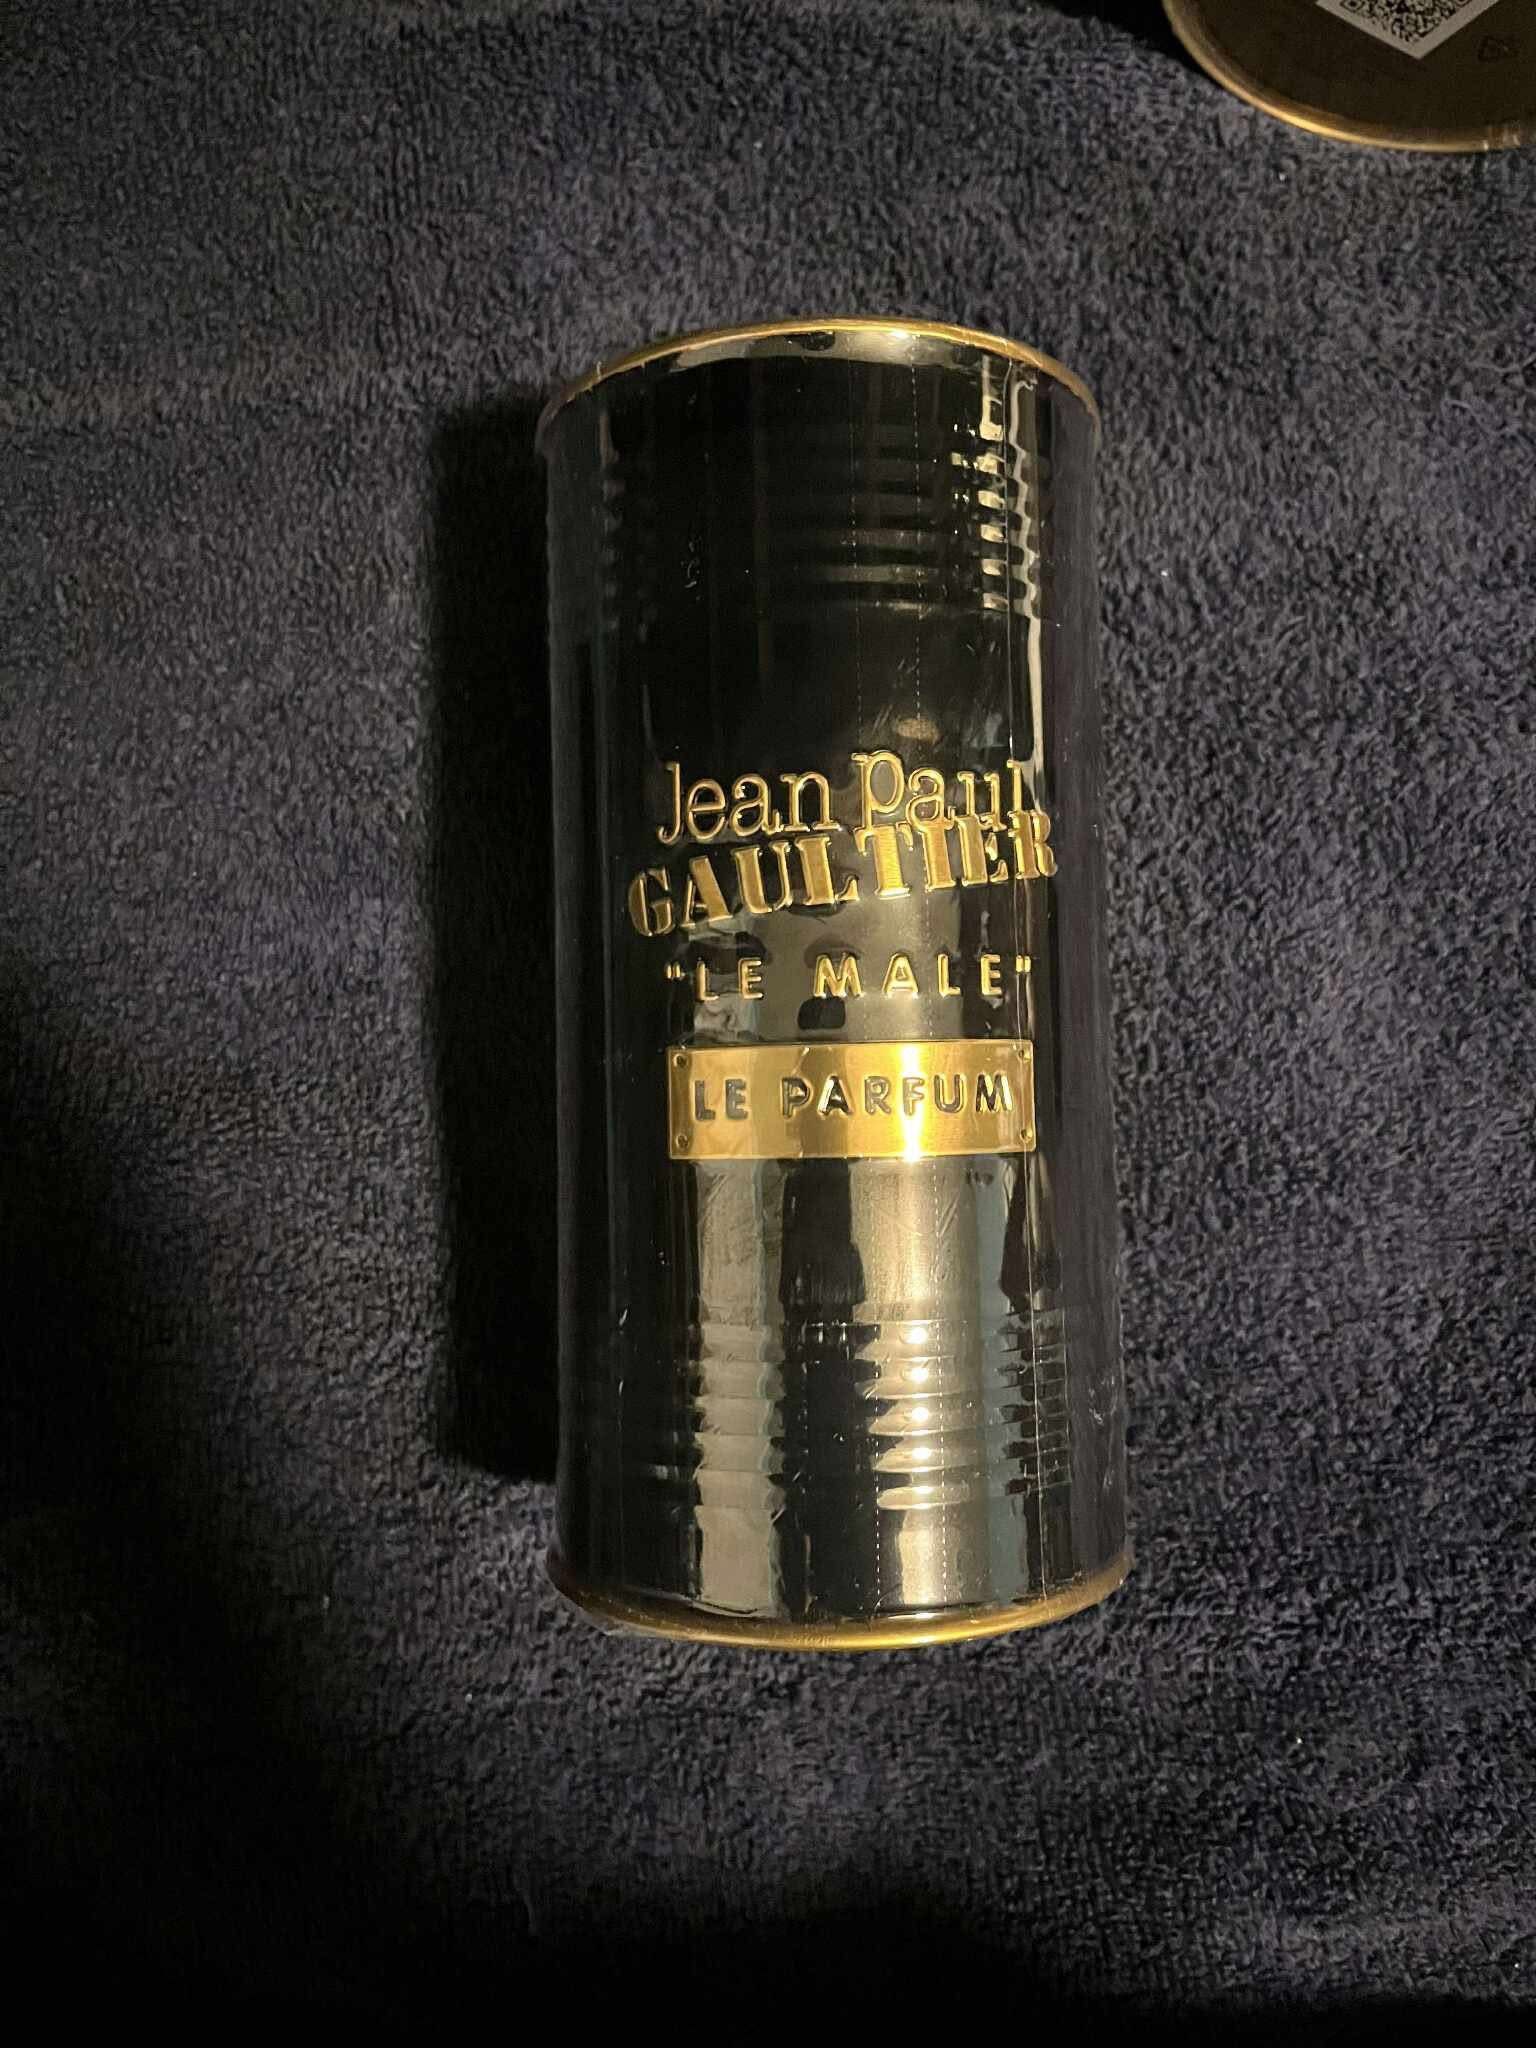 Jean Paul
GAULTIER
"LE MALE"
LE PARFUM